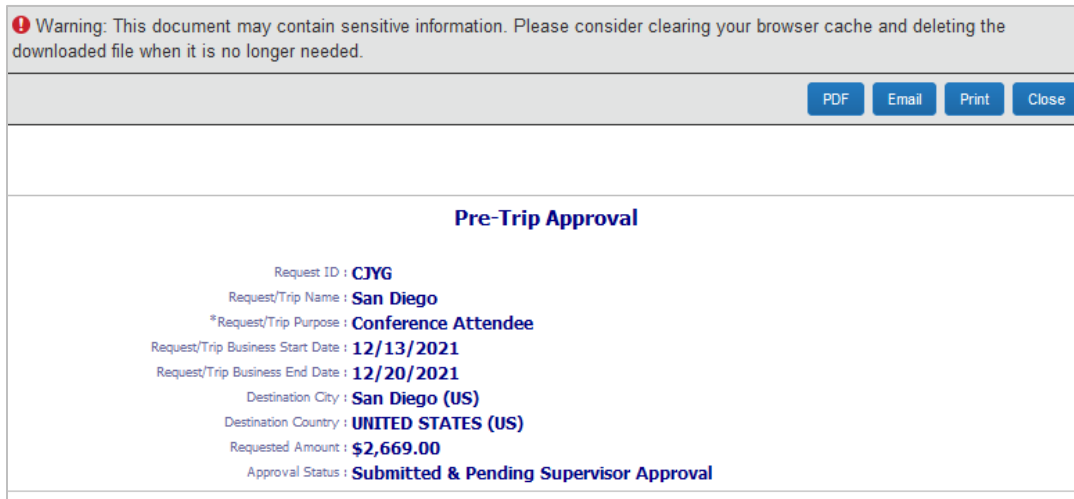 Warning: This document may contain sensitive information. Please consider clearing your browser cache and deleting the
downloaded file when it is no longer needed.
PDF Email Print Close
Pre-Trip Approval
Request ID : CJYG
Request/Trip Name : San Diego
*Request/Trip Purpose : Conference Attendee
Request/Trip Business Start Date : 12/13/2021
Request/Trip Business End Date : 12/20/2021
Destination City : San Diego (US)
Destination Country : UNITED STATES (US)
Requested Amount : $2,669.00
Approval Status : Submitted & Pending Supervisor Approval